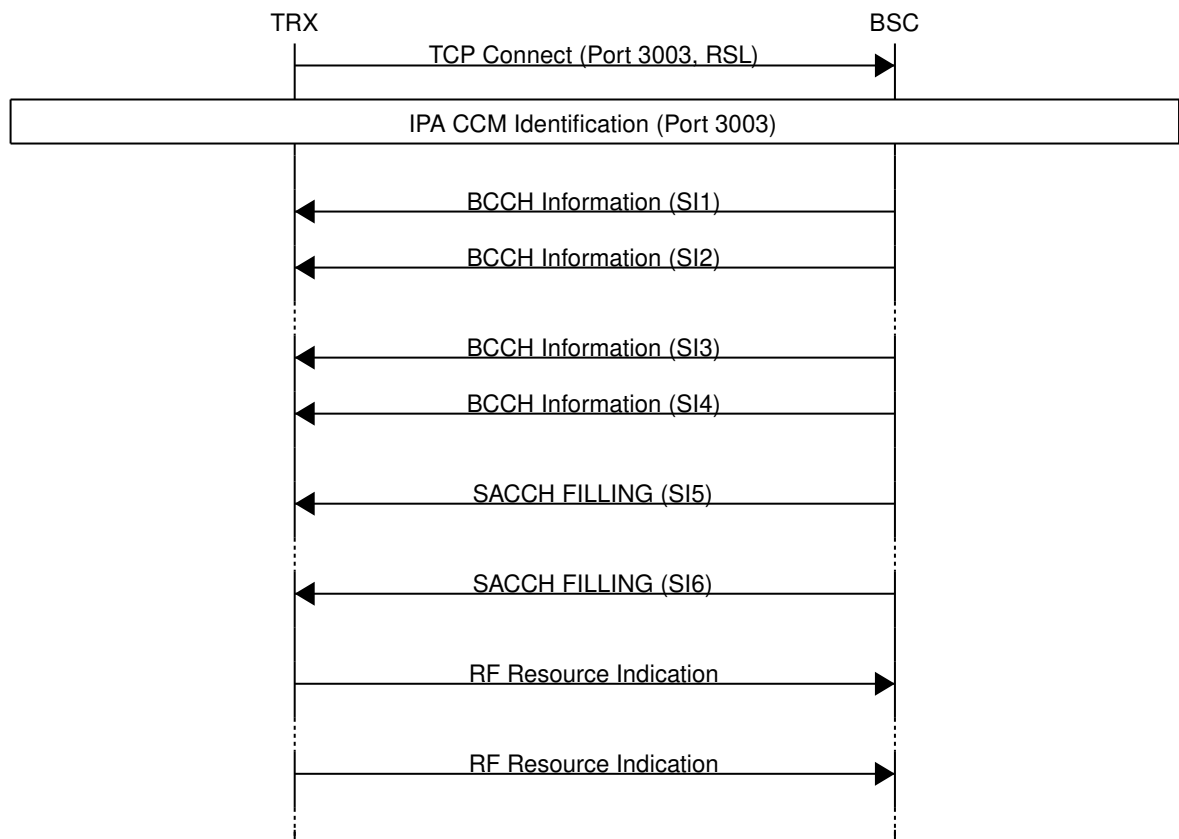 TRX BSC
TCP Connect (Port 3003, RSL)
IPA CCM Identification (Port 3003)
BCCH Information (SI1)
BCCH Information (SI2)
BCCH Information (SI3)
BCCH Information (SI4)
SACCH FILLING (SI5)
SACCH FILLING (SI6)
RF Resource Indication
RF Resource Indication